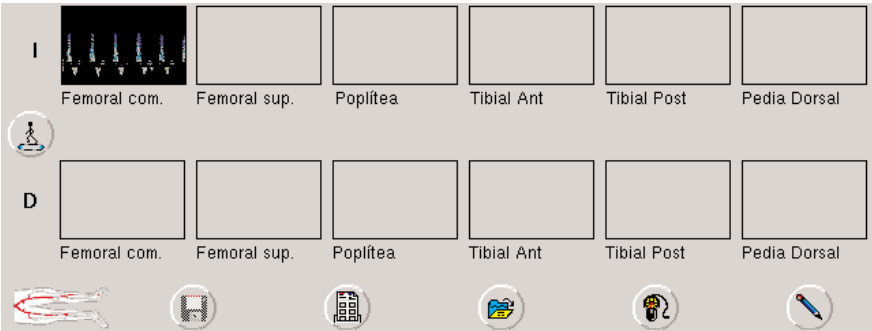 I
Femoral com. Femoral sup. Poplítea Tibial Ant Tibial Post Pedia Dorsal
D
Femoral com. Femoral sup. Poplítea Tibial Ant Tibial Post Pedia Dorsal